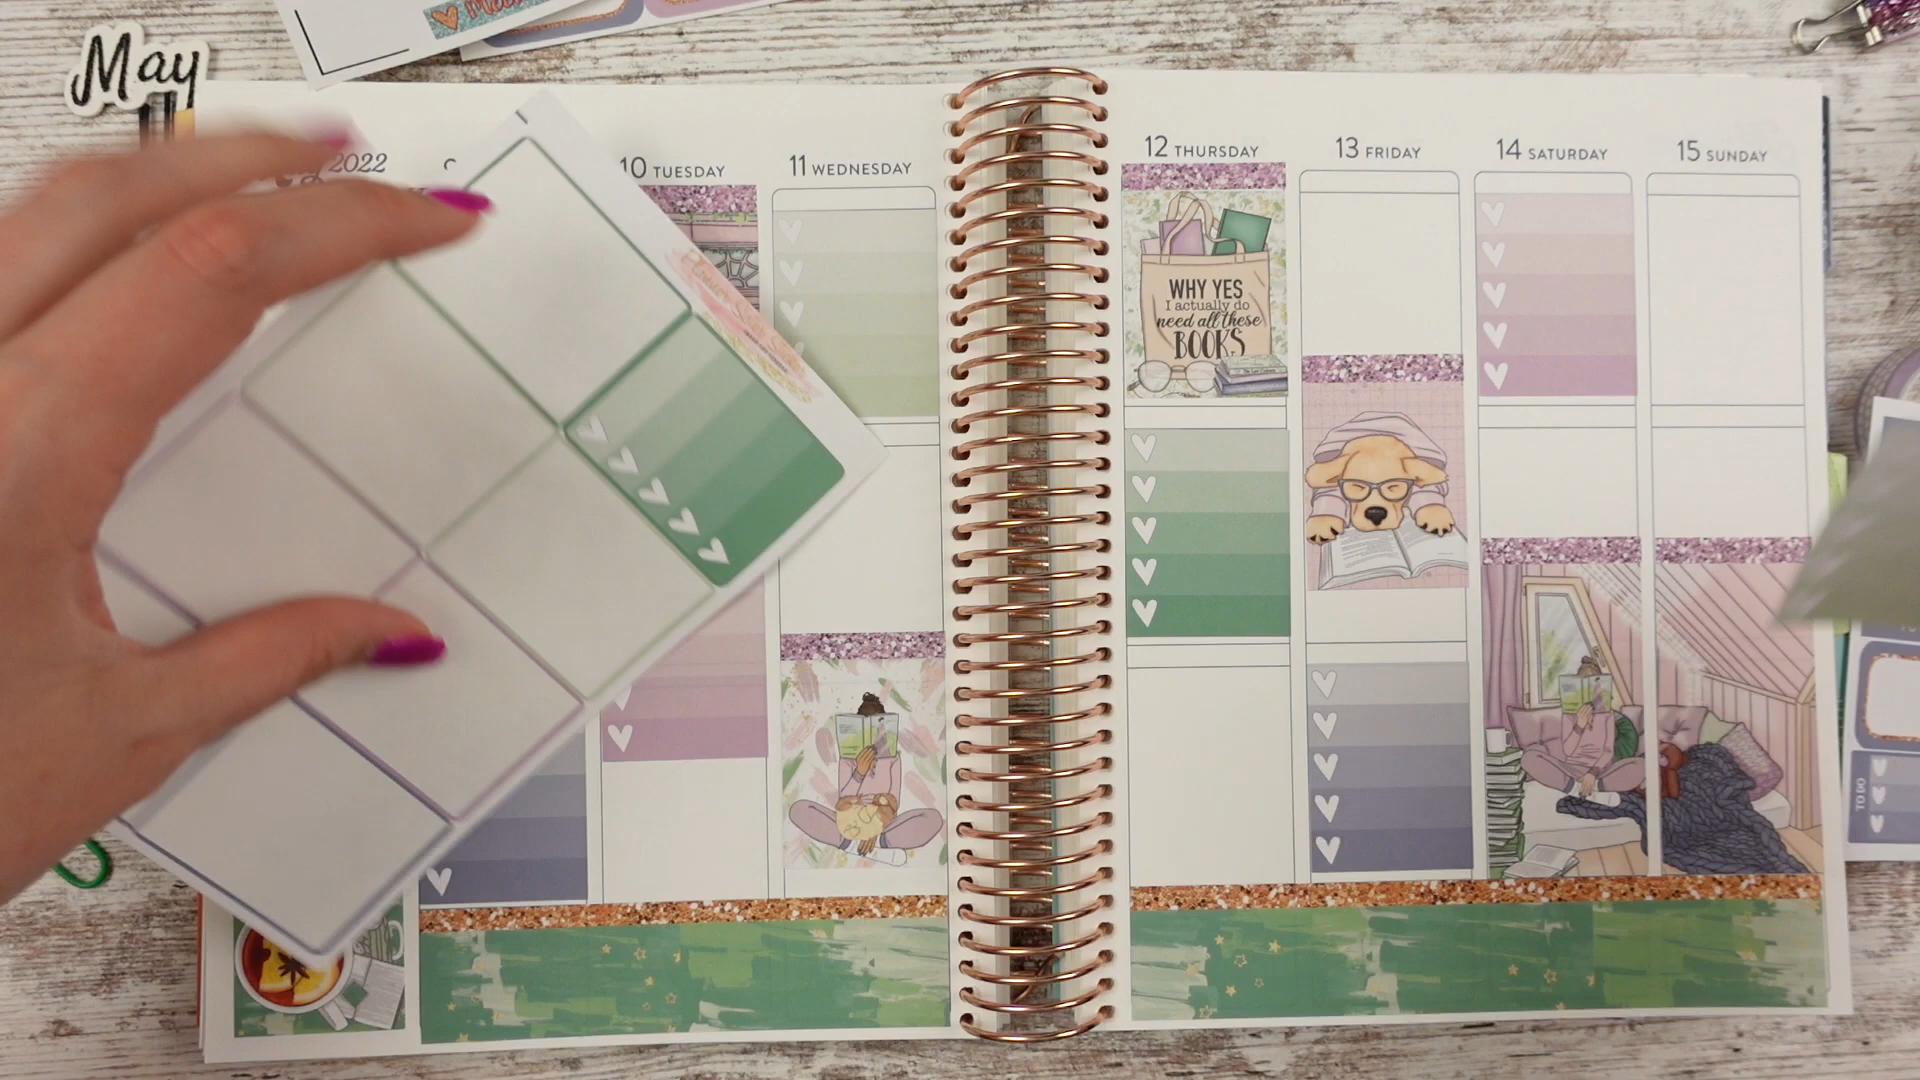 May
2022
10 TUESDAY
11 WEDNESDAY
12 THURSDAY
13 FRIDAY
14 SATURDAY
15 SUNDAY
WHY YES
I actually do
need all these
BOOKS
TO DO